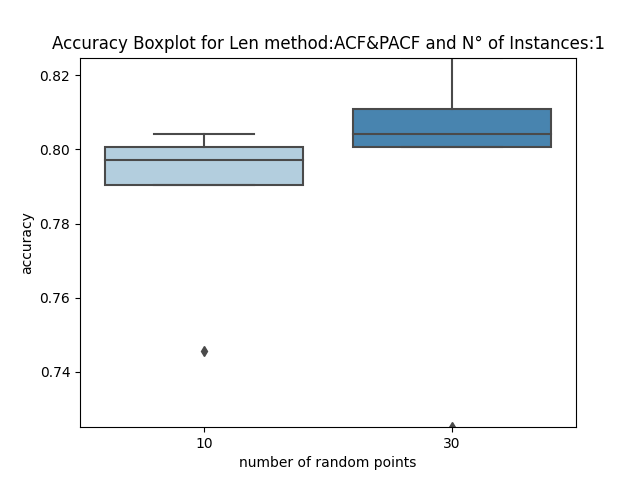 Accuracy Boxplot for Len method:ACF&PACF and N° of Instances:1
0.82
0.80
0.78
0.76
0.74
accuracy
10
30
number of random points